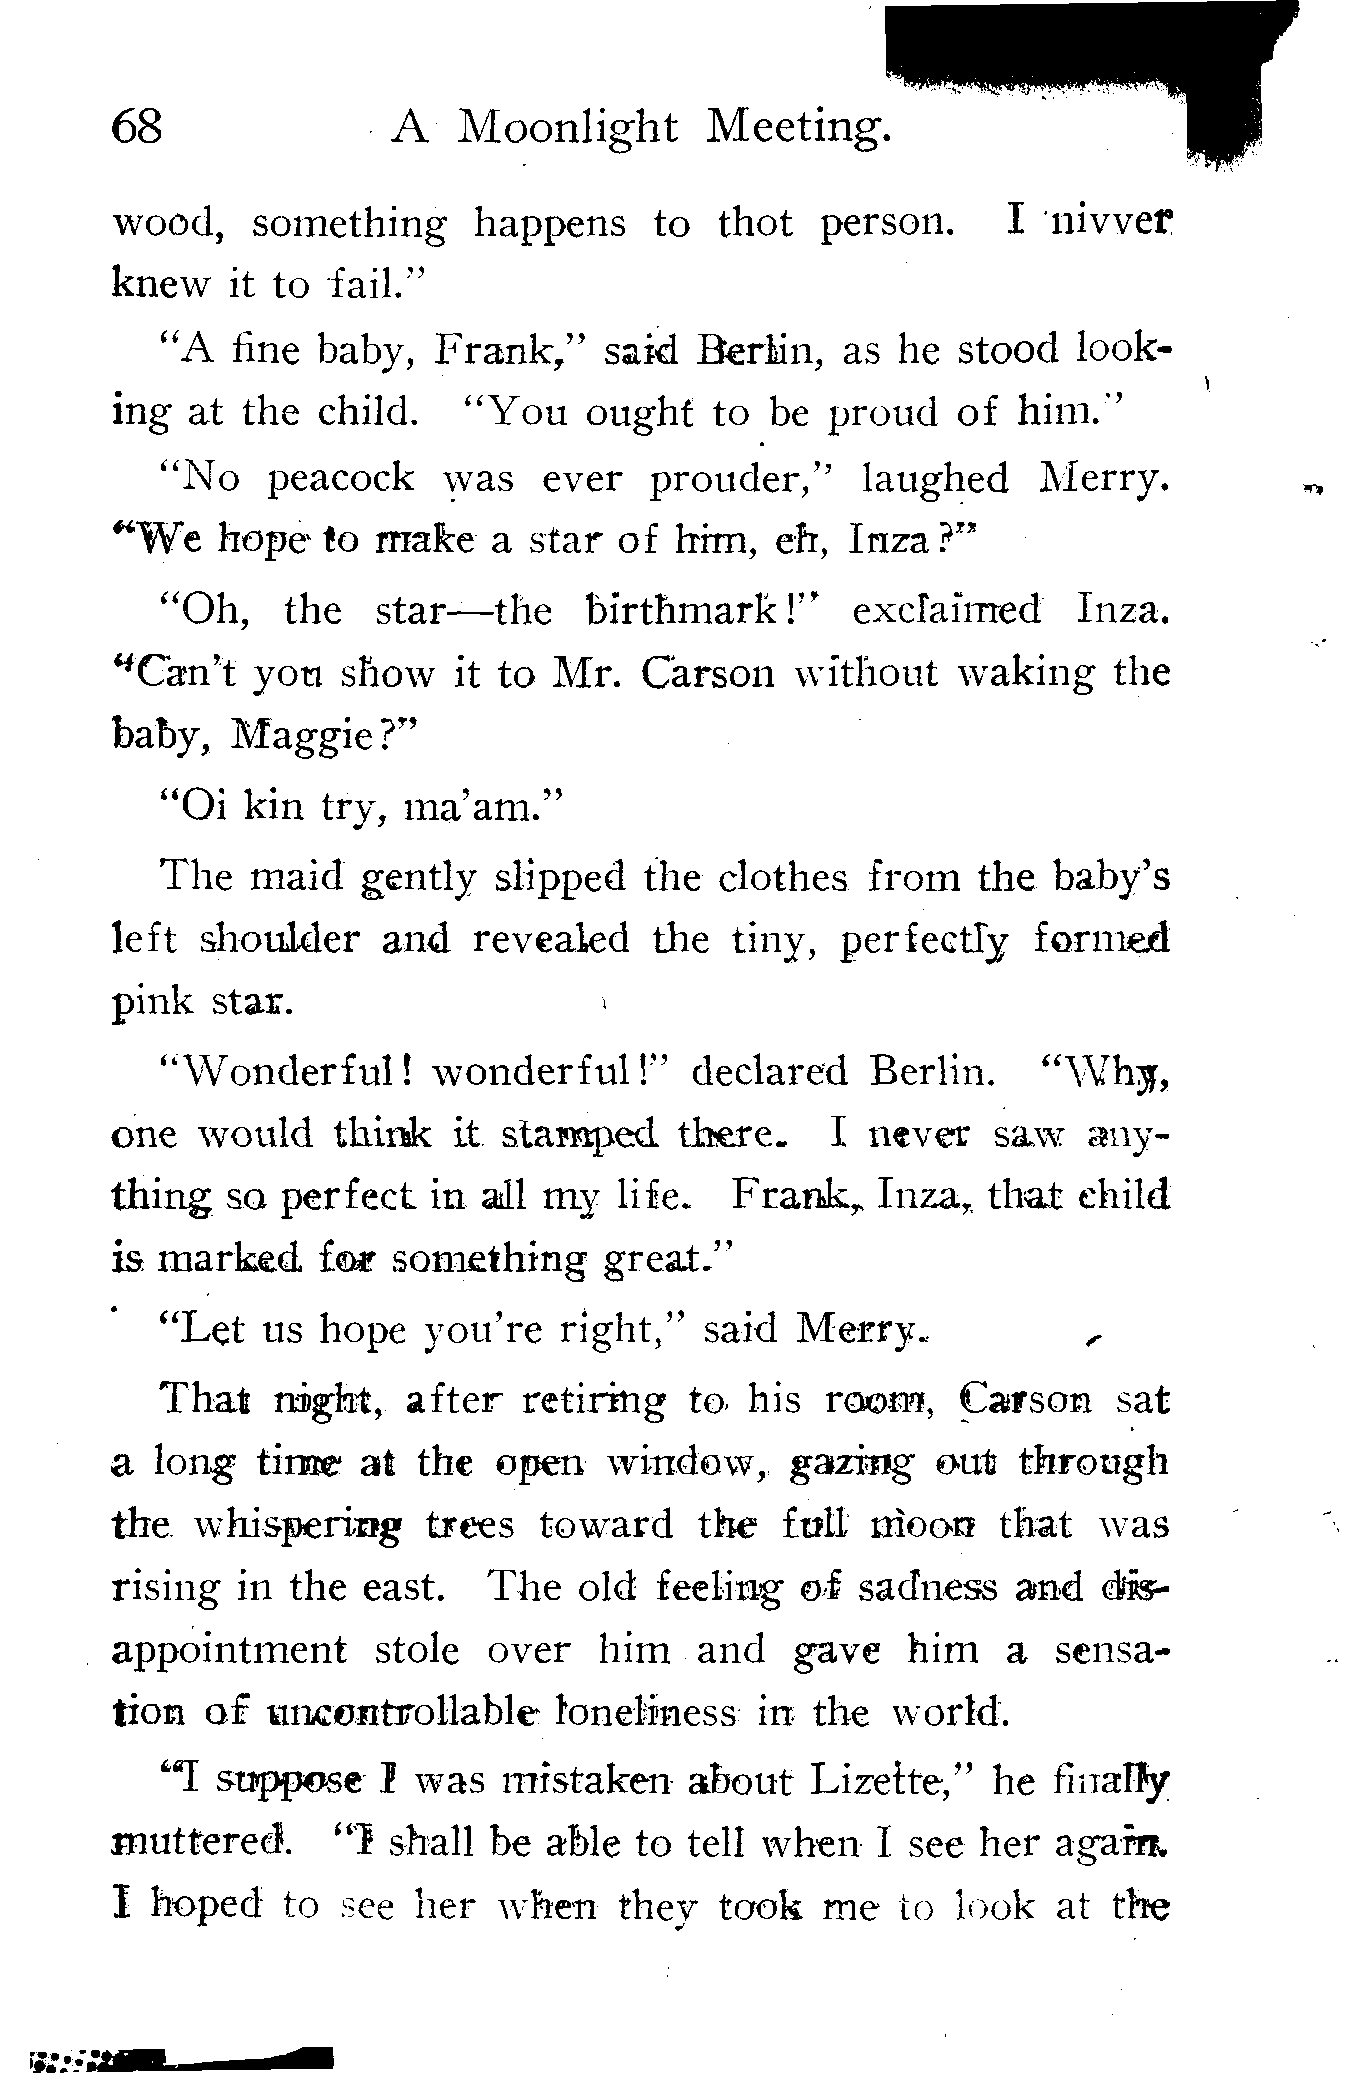 68 A Moonlight Meeting.
wood, something happens to thot person. I nivver
knew it to fail."
"A fine baby, Frank," said Berlin, as he stood look-
ing at the child. "You ought to be proud of him."
"No peacock was ever prouder," laughed Merry.
"We hope to make a star of him, eh, Inza?"
"Oh, the star—the birthmark!" exclaimed Inza.
"Can't you show it to Mr. Carson without waking the
baby, Maggie?"
"Oi kin try, ma'am."
The maid gently slipped the clothes from the baby's
left shoulder and revealed the tiny, perfectly formed
pink star.
"Wonderful! wonderful!" declared Berlin. "Why,
one would think it stamped there. I never saw any-
thing so perfect in all my life. Frank, Inza, that child
is marked for something great."
"Let us hope you're right," said Merry.
That night, after retiring to his room, Carson sat
a long time at the open window, gazing out through
the whispering trees toward the full moon that was
rising in the east. The old feeling of sadness and dis-
appointment stole over him and gave him a sensa-
tion of uncontrollable loneliness in the world.
"I suppose I was mistaken about Lizette," he finally
muttered. "I shall be able to tell when I see her again.
I hoped to see her when they took me to look at the